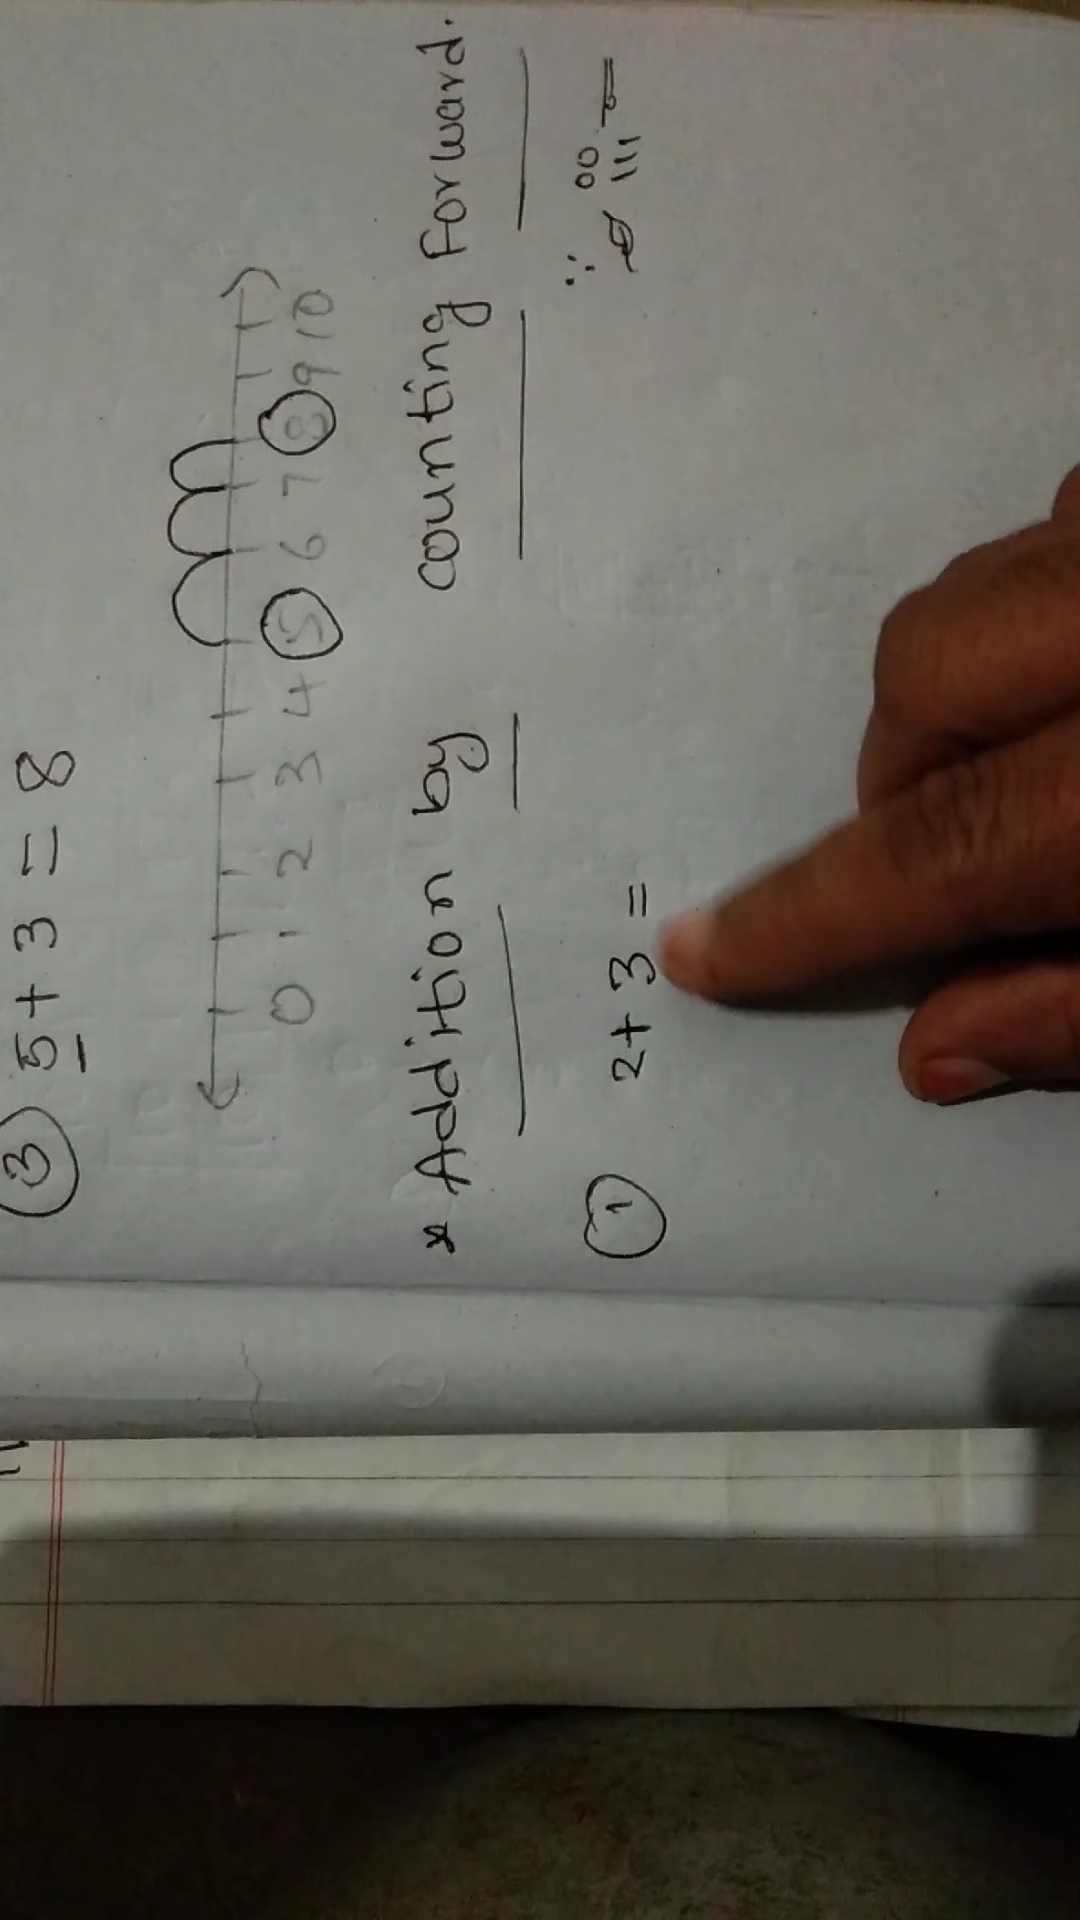 ③ 5 + 3 = 8
0 1 2 3 4 5 6 7 8 9 10
* Addition by counting forward.
① 2 + 3 =